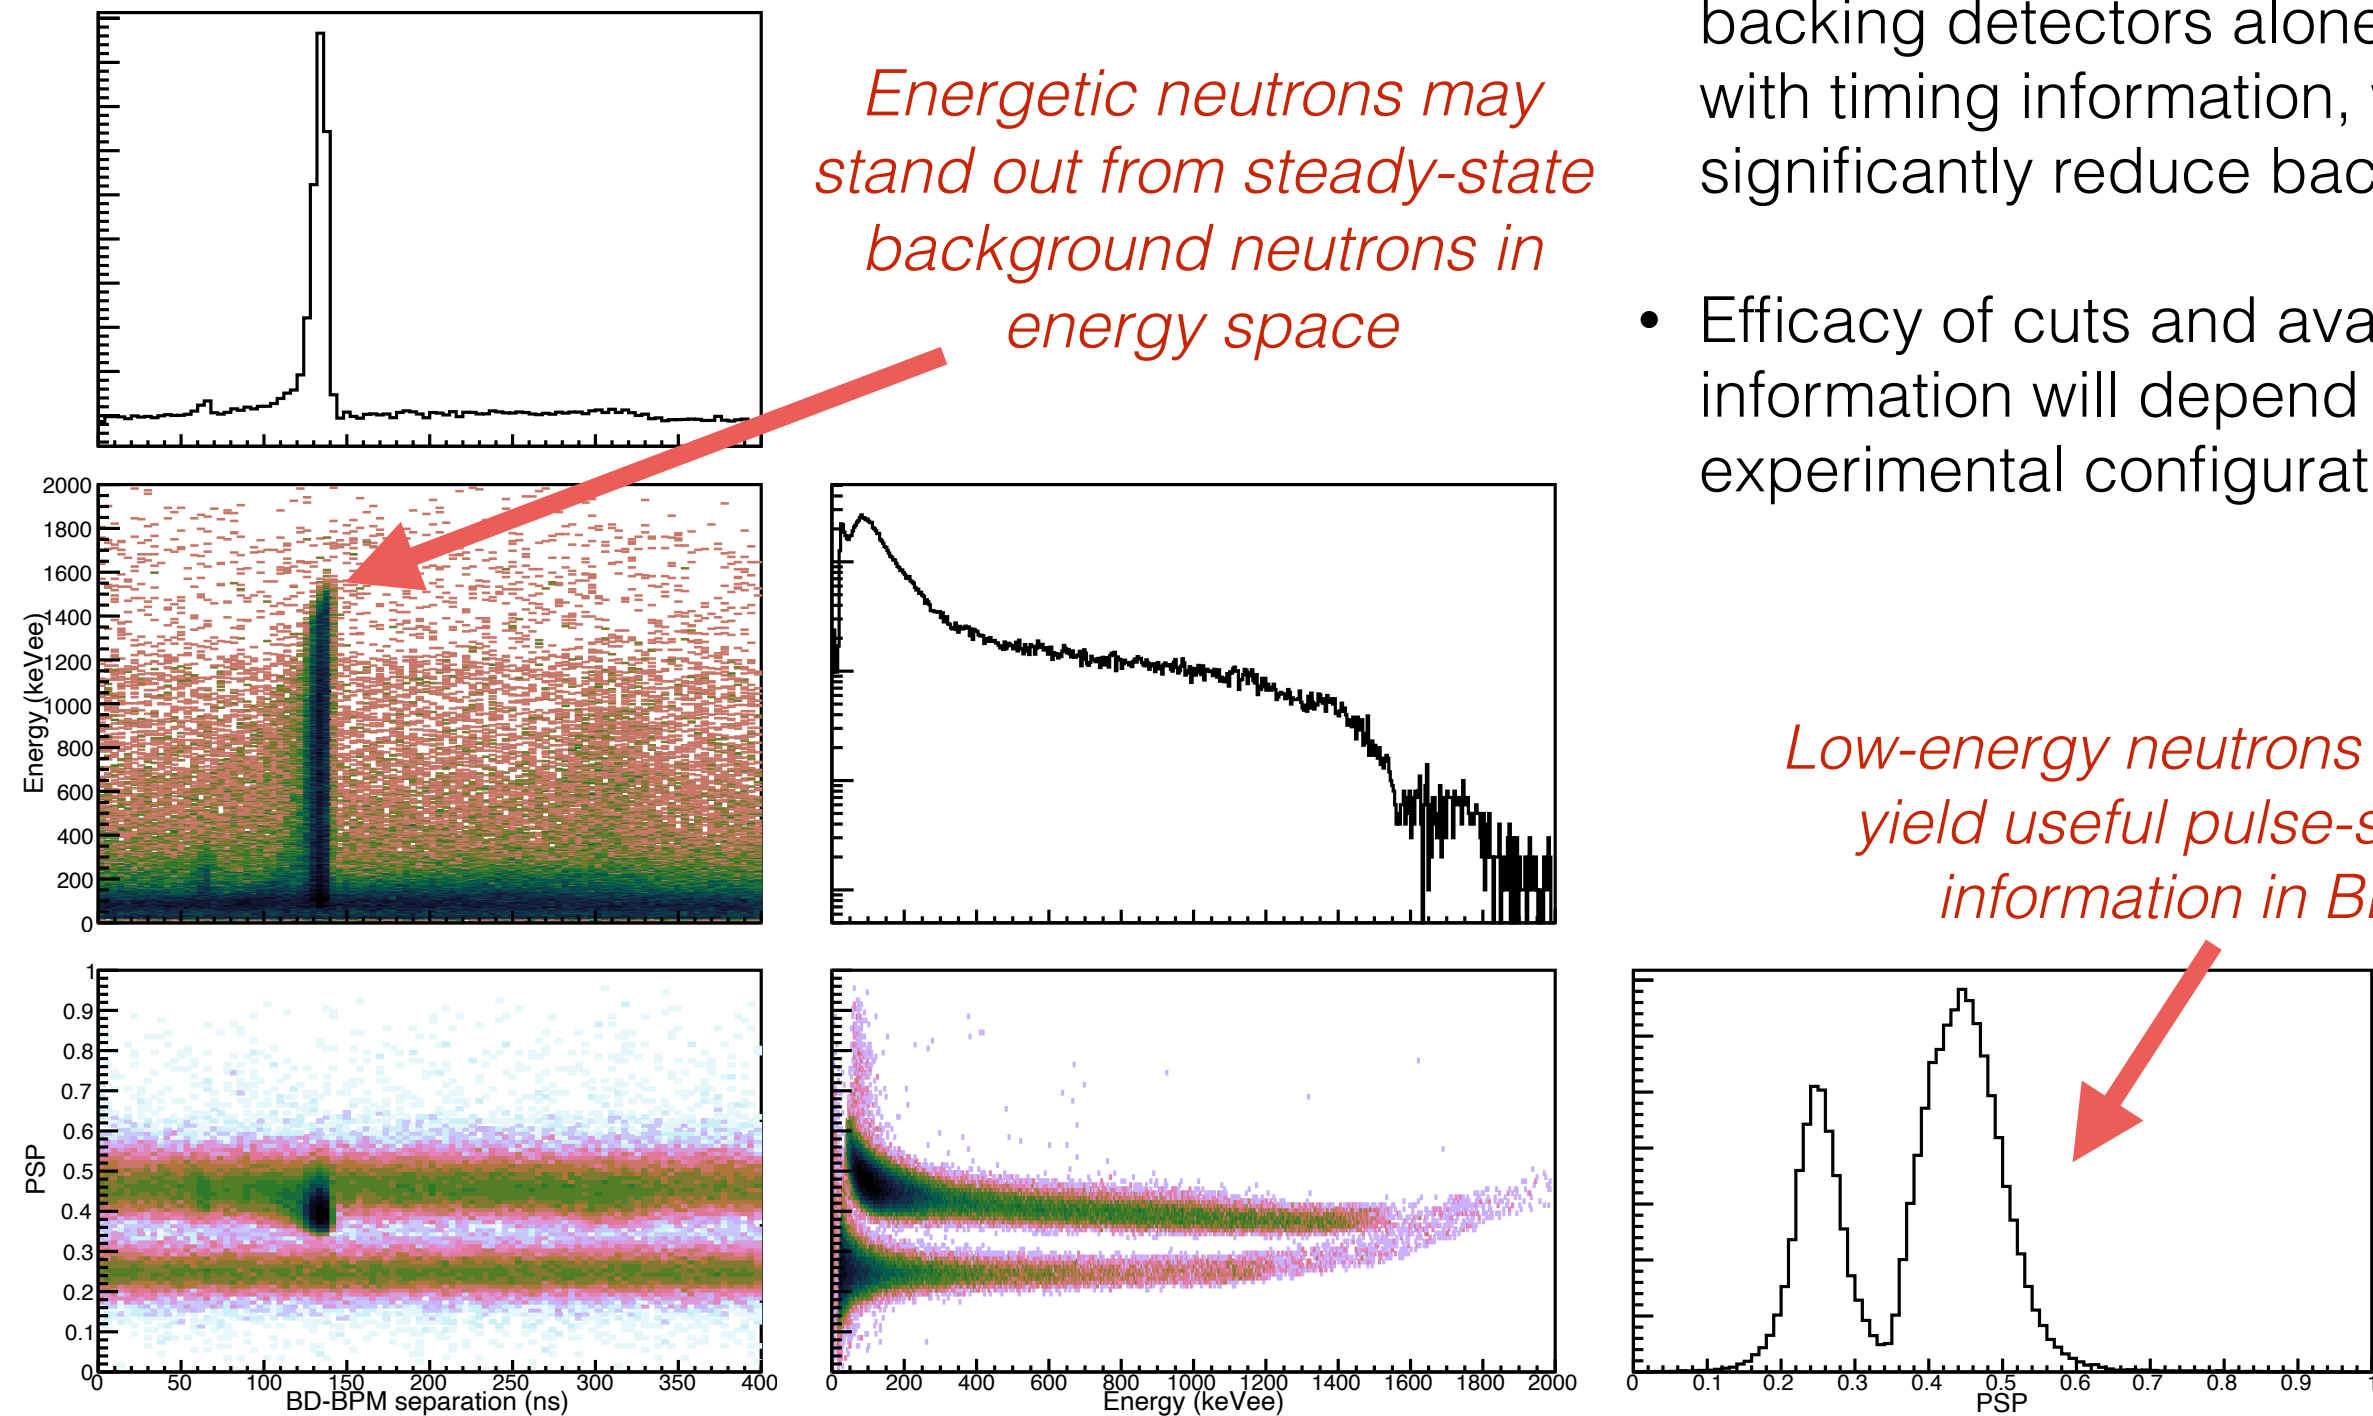 backing detectors alone
with timing information,
significantly reduce
Energetic neutrons may
stand out from steady-state
background neutrons in
energy space
• Efficacy of cuts and
information will depend
experimental
2000
1800
1600
1400
1200
1000
800
600
400
200
0
Energy (keVee)
Low-energy neutrons
yield useful
information in
1
0.9
0.8
0.7
0.6
0.5
0.4
0.3
0.2
0.1
0
PSP
0 50 100 150 200 250 300 350 400
BD-BPM separation (ns)
0 200 400 600 800 1000 1200 1400 1600 1800 2000
Energy (keVee)
0 0.1 0.2 0.3 0.4 0.5 0.6 0.7 0.8 0.9 1
PSP